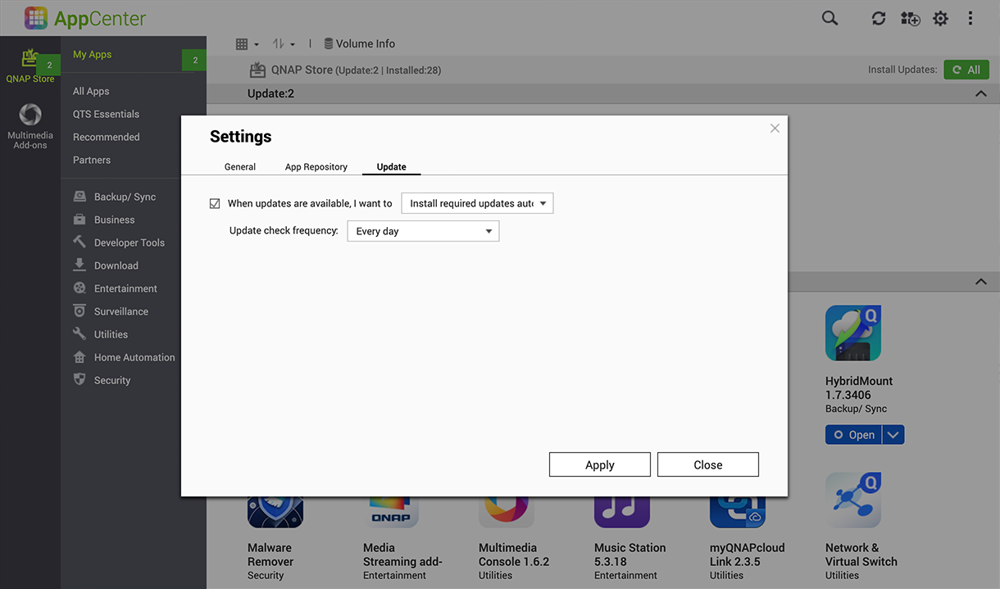 AppCenter
Volume Info
2
QNAP Store
Multimedia
Add-ons
My Apps
2
All Apps
QTS Essentials
Recommended
Partners
Backup/ Sync
Business
Developer Tools
Download
Entertainment
Surveillance
Utilities
Home Automation
Security
QNAP Store (Update:2 | Installed:28)
Install Updates:
All
Update:2
Settings
General
App Repository
Update
When updates are available, I want to
Install required updates
Update check frequency:
Every day
Apply
Close
Q
HybridMount
1.7.3406
Backup/ Sync
Open
QNAP
Q
Malware
Remover
Security
Media
Streaming add-
Entertainment
Multimedia
Console 1.6.2
Utilities
Music Station
5.3.18
Entertainment
myQNAPcloud
Link 2.3.5
Utilities
Network &
Virtual Switch
Utilities